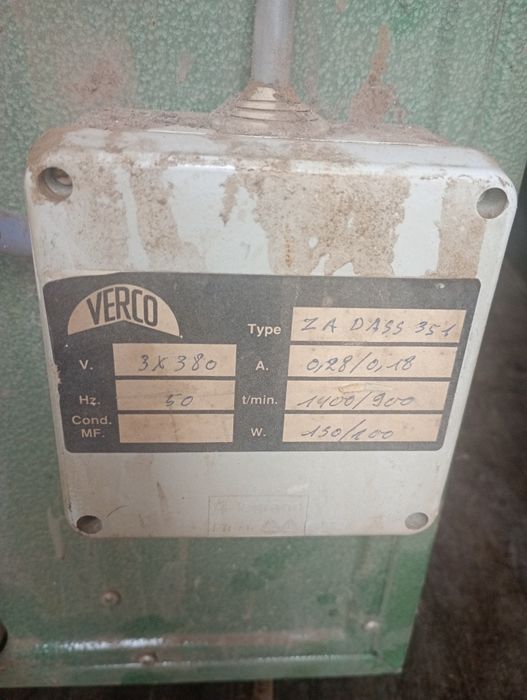 VERCO
Type ZA DASS 351
V. 3X380 A. 0,28/0,18
Hz. 50 t/min. 1400/900
Cond. MF.
W. 130/100